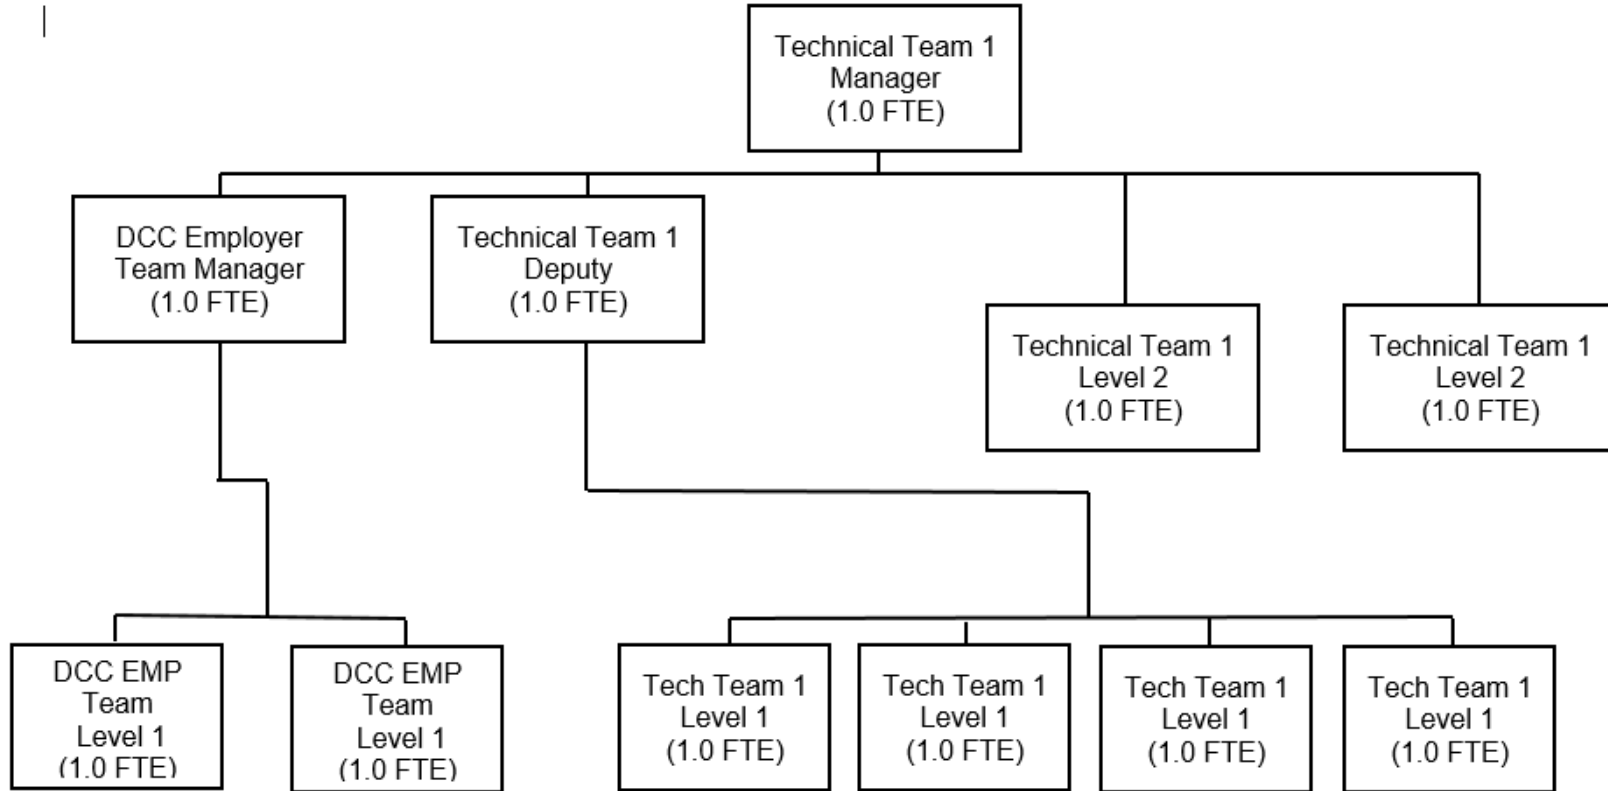 Technical Team 1
Manager
(1.0 FTE)
DCC Employer
Team Manager
(1.0 FTE)
Technical Team 1
Deputy
(1.0 FTE)
Technical Team 1
Level 2
(1.0 FTE)
Technical Team 1
Level 2
(1.0 FTE)
DCC EMP
Team
Level 1
(1.0 FTE)
DCC EMP
Team
Level 1
(1.0 FTE)
Tech Team 1
Level 1
(1.0 FTE)
Tech Team 1
Level 1
(1.0 FTE)
Tech Team 1
Level 1
(1.0 FTE)
Tech Team 1
Level 1
(1.0 FTE)